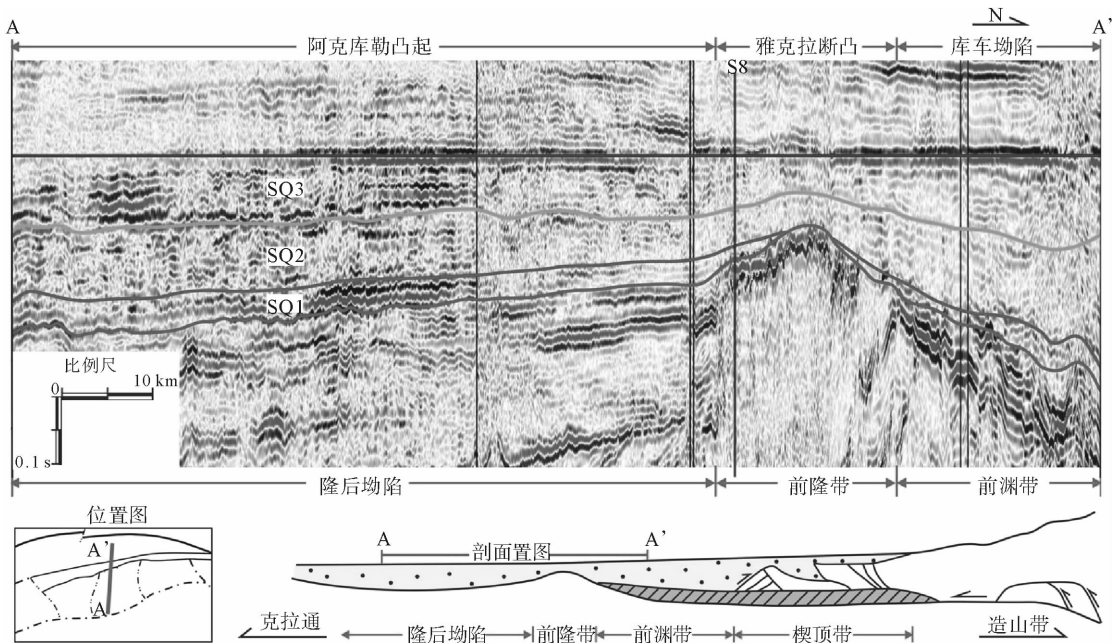 A N A'
阿克库勒凸起 雅克拉断凸 库车坳陷
S8
SQ3
SQ2
SQ1
比例尺
0 10 km
0.1 s
隆后坳陷 前隆带 前渊带
位置图
A'
A
A 剖面置图 A'
克拉通 造山带
隆后坳陷 前隆带 前渊带 楔顶带